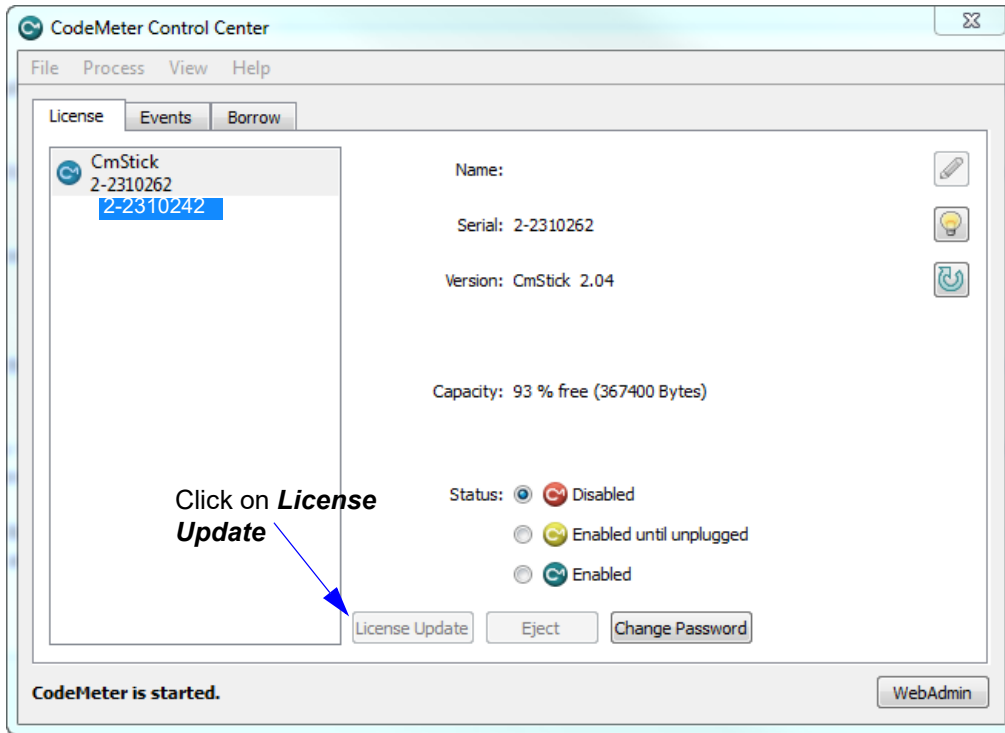 CodeMeter Control Center
File Process View Help
License Events Borrow
CmStick
2-2310262
2-2310242
Name:
Serial: 2-2310262
Version: CmStick 2.04
Capacity: 93 % free (367400 Bytes)
Click on License
Update
Status: Disabled
Enabled until unplugged
Enabled
License Update Eject Change Password
CodeMeter is started.
WebAdmin